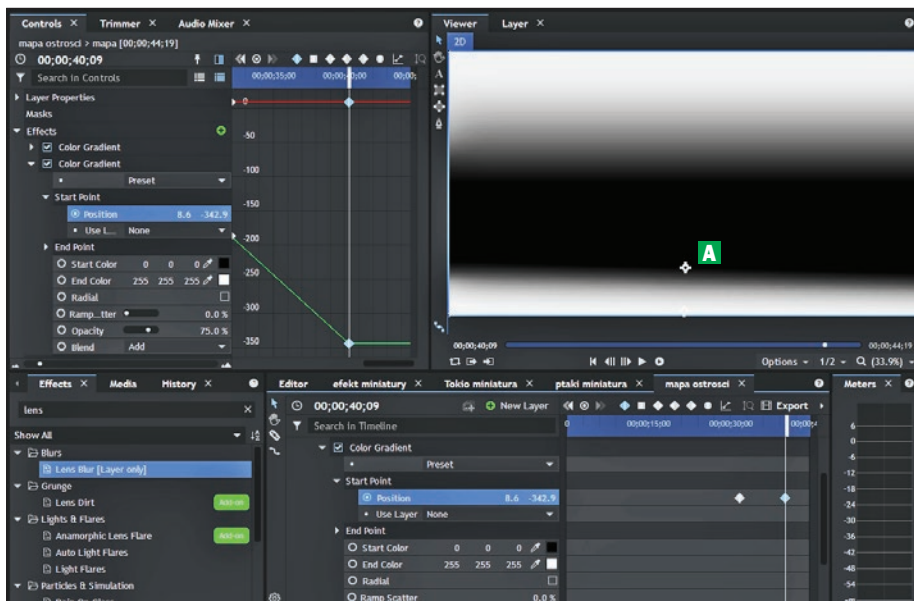 Controls × Trimmer × Audio Mixer ×
mapa ostrosci > mapa [00;00;44;19]
00;00;40;09
Search in Controls
Layer Properties
Masks
Effects
Color Gradient
Color Gradient
Preset
Start Point
Position 8.6 -342.9
Use L... None
End Point
Start Color 0 0 0
End Color 255 255 255
Radial
Ramp...tter 0.0 %
Opacity 75.0 %
Blend Add
00;00;35;00
0
-50
-100
-150
-200
-250
-300
-350
Viewer Layer ×
2D
A
00;00;40;09 00;00;44;19
Options 1/2 (33.9%)
Effects × Media History ×
lens
Show All
Blurs
Lens Blur [Layer only]
Grunge
Lens Dirt Add-on
Lights & Flares
Anamorphic Lens Flare Add-on
Auto Light Flares
Light Flares
Particles & Simulation
Editor efekt miniatury × Tokio miniatura × ptaki miniatura × mapa ostrosci ×
00;00;40;09 New Layer Export
Search in Timeline
0 00;00;15;00 00;00;30;00
Color Gradient
Preset
Start Point
Position 8.6 -342.9
Use Layer None
End Point
Start Color 0 0 0
End Color 255 255 255
Radial
Ramp Scatter 0.0 %
Meters ×
6
0
-6
-12
-18
-24
-30
-36
-42
-48
-54